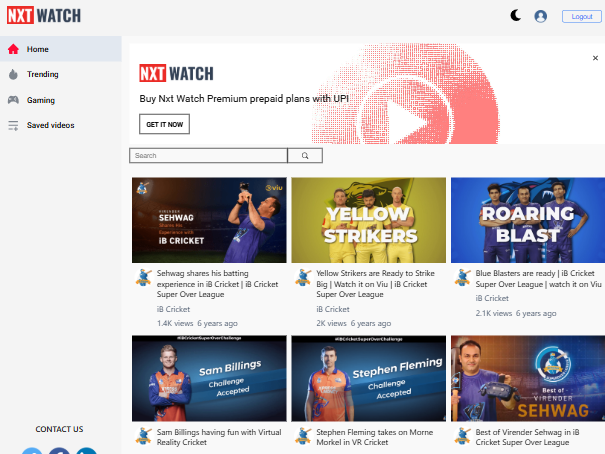 NXT WATCH
Logout
Home
Trending
Gaming
Saved videos
CONTACT US
NXT WATCH
×
Buy Nxt Watch Premium prepaid plans with UPI
GET IT NOW
Search
viu
VIRENDER
SEHWAG
Shares His
Experience with
iB CRICKET
Sehwag shares his batting
experience in iB Cricket | iB Cricket
Super Over League
iB Cricket
1.4K views 6 years ago
YELLOW
STRIKERS
Yellow Strikers are Ready to Strike
Big | Watch it on Viu | iB Cricket
Super Over League
iB Cricket
2K views 6 years ago
ROARING
BLAST
Blue Blasters are ready | iB Cricket
Super Over League | watch it on Viu
iB Cricket
2.1K views 6 years ago
#IBCricketSuperOverChallenge
Sam Billings
Challenge
Accepted
Sam Billings having fun with Virtual
Reality Cricket
#IBCricketSuperOverChallenge
Stephen Fleming
Challenge
Accepted
Stephen Fleming takes on Morne
Morkel in VR Cricket
Best of
VIRENDER
SEHWAG
Best of Virender Sehwag in iB
Cricket Super Over League